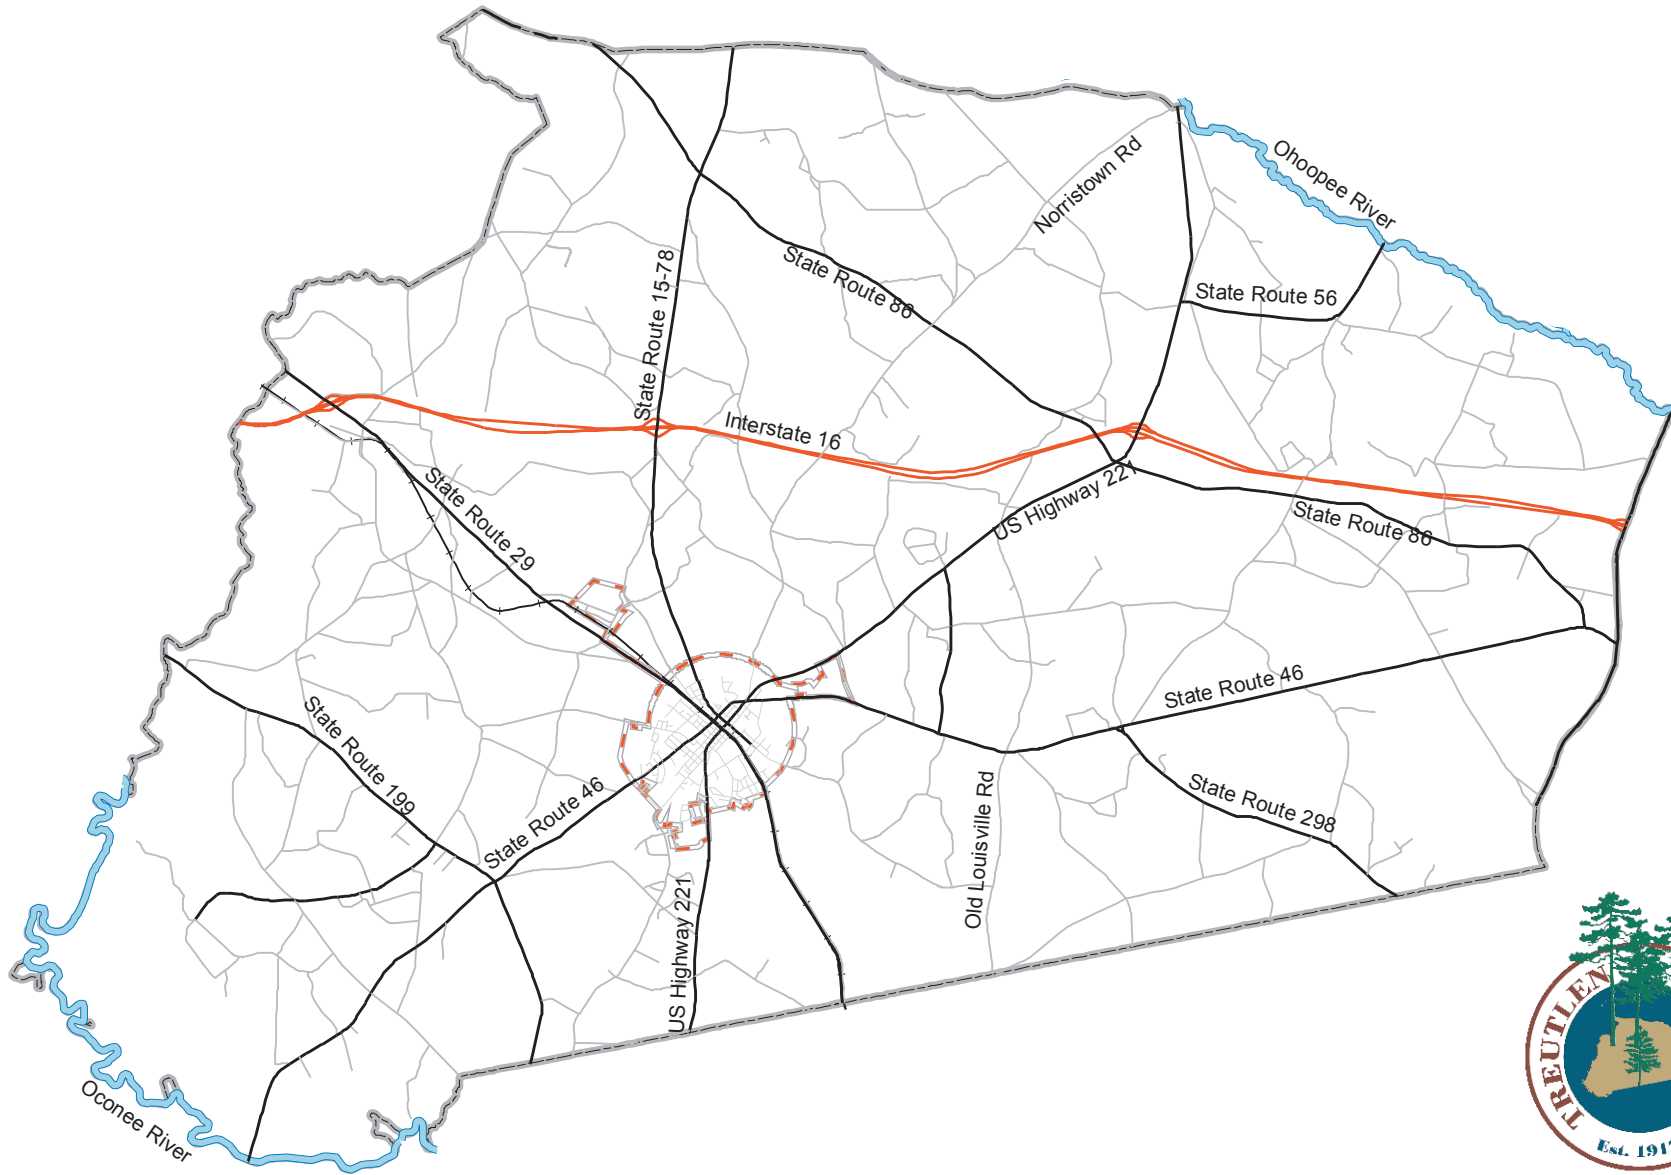 Ohoopee River
Norristown Rd
State Route 86
State Route 15-78
State Route 56
Interstate 16
State Route 29
US Highway 221
State Route 86
State Route 46
State Route 199
State Route 46
State Route 298
Old Louisville Rd
US Highway 221
Oconee River
TREUTLEN
Est. 191